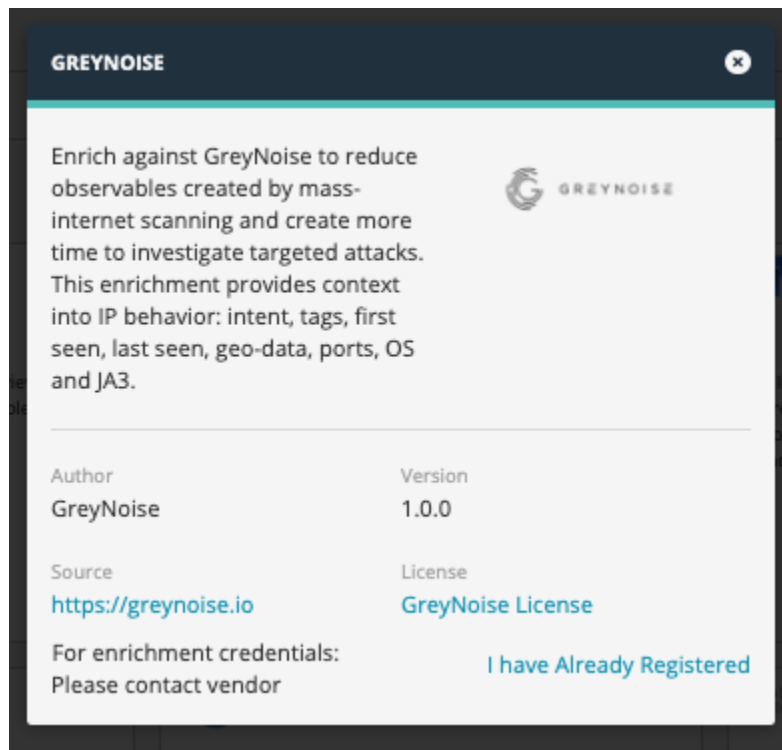 GREYNOISE
Enrich against GreyNoise to reduce
observables created by mass-
internet scanning and create more
time to investigate targeted attacks.
This enrichment provides context
into IP behavior: intent, tags, first
seen, last seen, geo-data, ports, OS
and JA3.
GREYNOISE
Author
GreyNoise
Version
1.0.0
Source
https://greynoise.io
License
GreyNoise License
For enrichment credentials:
Please contact vendor
I have Already Registered